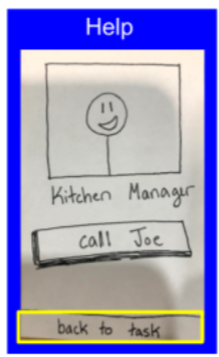 Help
Kitchen Manager
call Joe
back to task